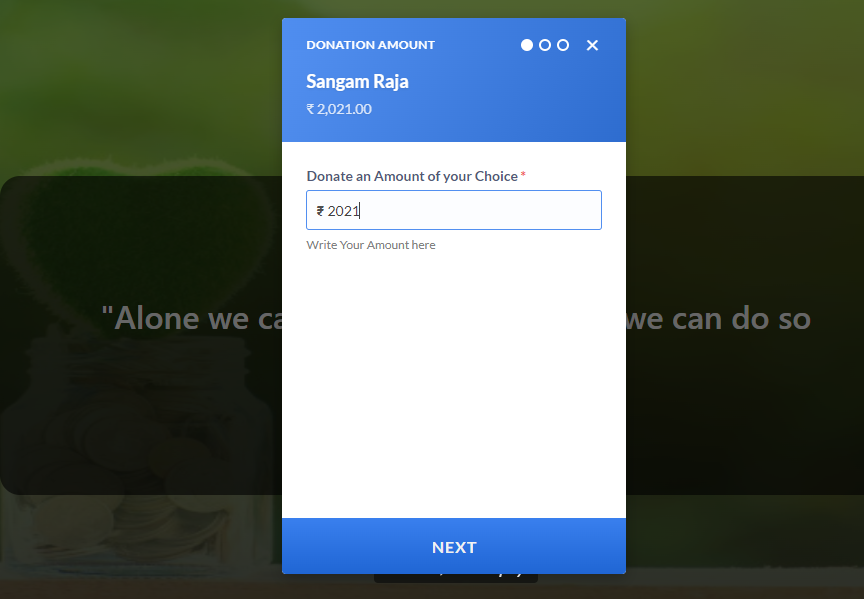 DONATION AMOUNT
Sangam Raja
₹ 2,021.00
Donate an Amount of your Choice *
₹ 2021
Write Your Amount here
"Alone we ca
we can do so
NEXT